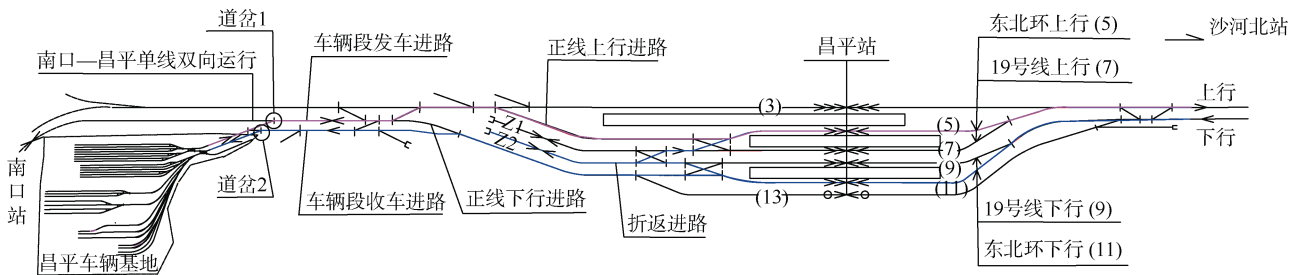 道岔1
车辆段发车进路
正线上行进路
昌平站
东北环上行 (5)
沙河北站
南口—昌平单线双向运行
19号线上行 (7)
上行
下行
(3)
(5)
(7)
(9)
(11)
(13)
Z1
Z2
南口站
道岔2
车辆段收车进路
正线下行进路
折返进路
19号线下行 (9)
东北环下行 (11)
昌平车辆基地